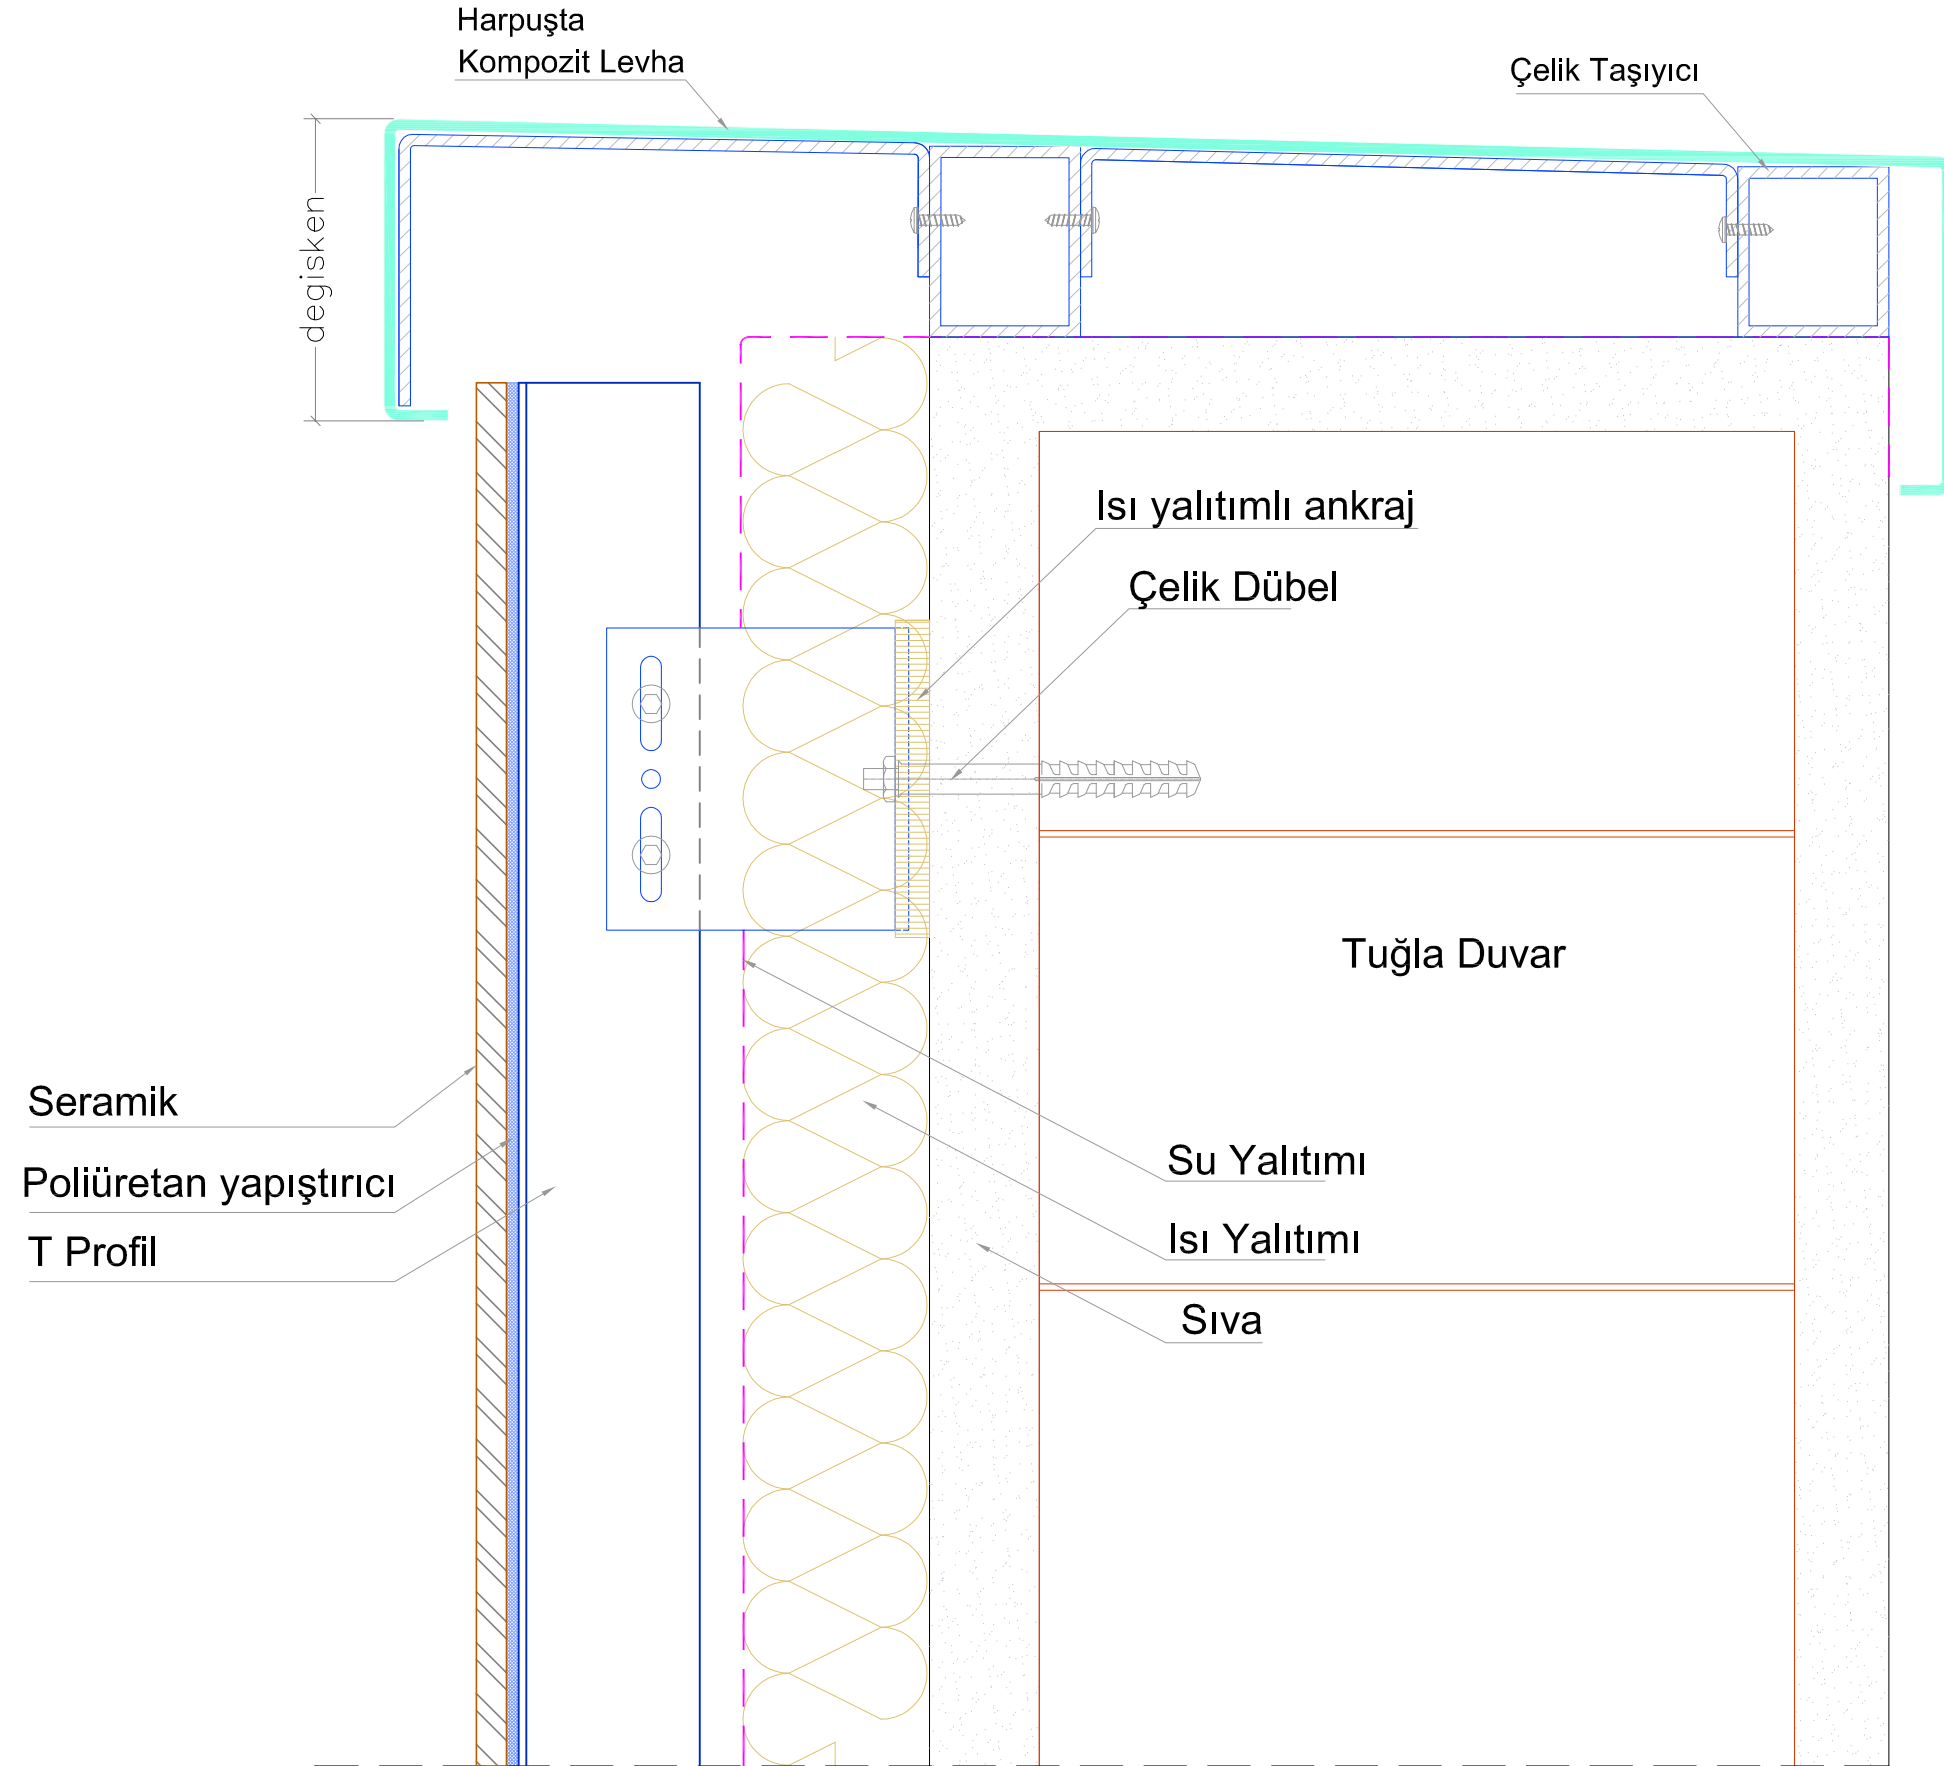 Harpuşta
Kompozit Levha
Çelik Taşıyıcı
degisken
Isı yalıtımlı ankraj
Çelik Dübel
Tuğla Duvar
Seramik
Poliüretan yapıştırıcı
T Profil
Su Yalıtımı
Isı Yalıtımı
Sıva